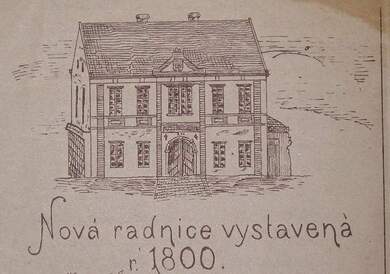 Nová radnice vystavená
r. 1800.